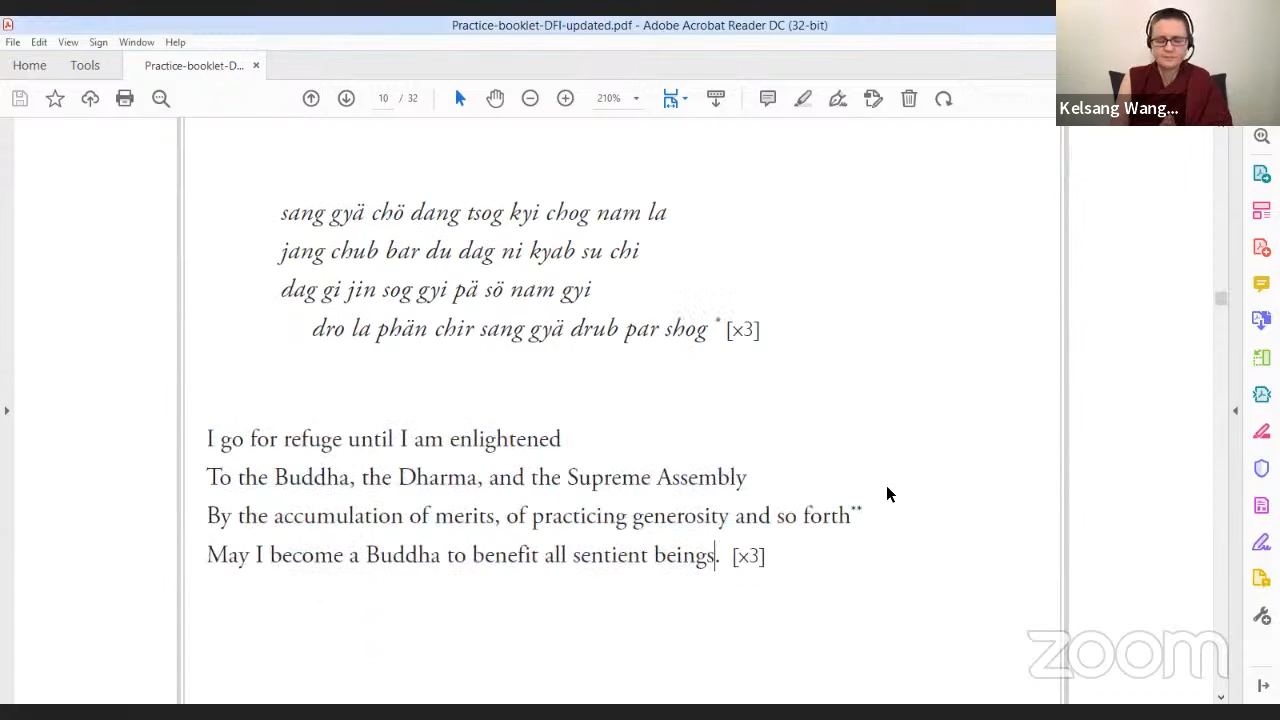 Practice-booklet-DFI-updated.pdf - Adobe Acrobat Reader DC (32-bit)
File Edit View Sign Window Help
Home Tools Practice-booklet-D... ×
10 / 32 210%
Kelsang Wang...
sang gyä chö dang tsog kyi chog nam la
jang chub bar du dag ni kyab su chi
dag gi jin sog gyi pä sö nam gyi
dro la phän chir sang gyä drub par shog * [x3]
I go for refuge until I am enlightened
To the Buddha, the Dharma, and the Supreme Assembly
By the accumulation of merits, of practicing generosity and so forth**
May I become a Buddha to benefit all sentient beings. [x3]
zoom